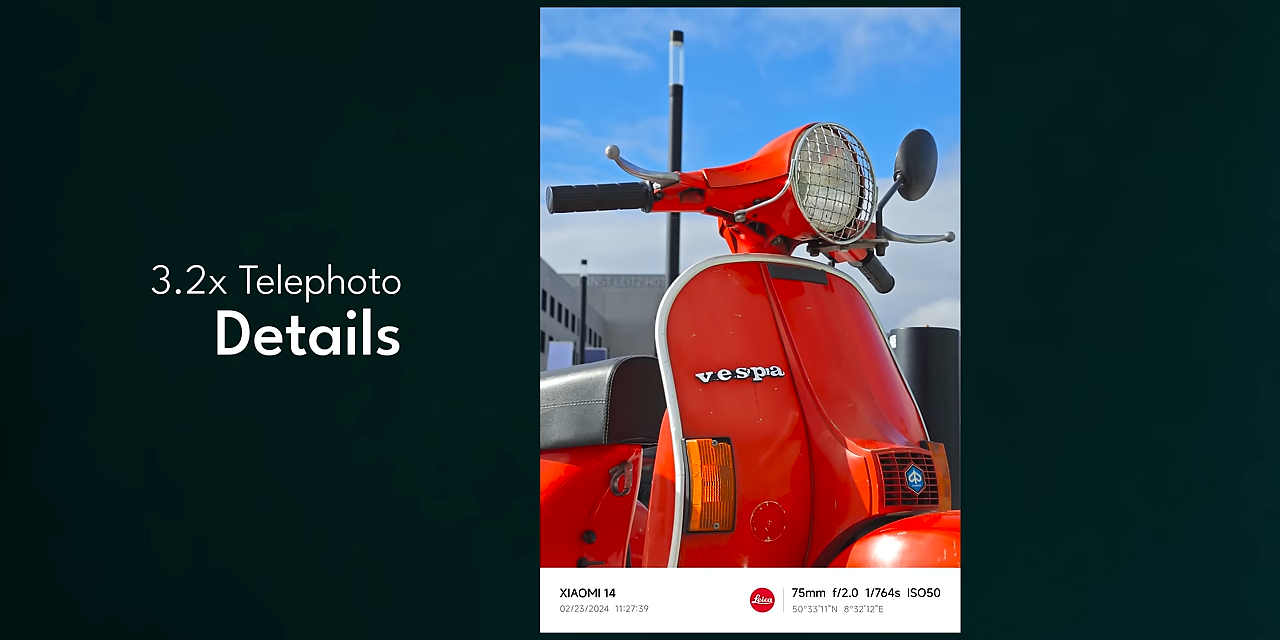 3.2x Telephoto
Details
vespa
XIAOMI 14
02/23/2024 11:27:39
Leica
75mm f/2.0 1/764s ISO50
50°33'11"N 8°32'12"E